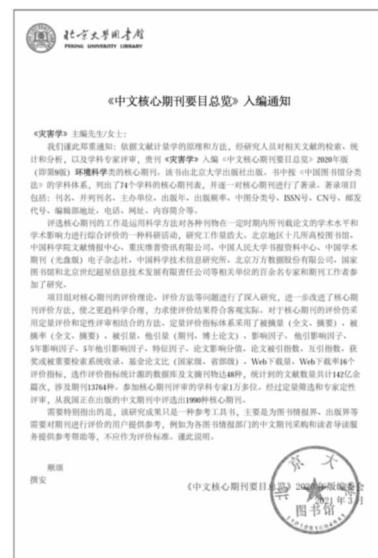 北京大学图书馆
PEKING UNIVERSITY LIBRARY
《中文核心期刊要目总览》入编通知
《灾害学》主编先生/女士：
我们谨此郑重通知：依据文献计量学的原理和方法，经研究人员对相关文献的检索、统
计和分析，以及学科专家评审，贵刊《灾害学》入编《中文核心期刊要目总览》2020年版
（即第9版）环境科学类的核心期刊。该书由北京大学出版社出版。书中按《中国图书馆分类
法》的学科体系，列出了74个学科的核心期刊表，并逐一对核心期刊进行了著录。著录项目
包括：刊名、并列刊名、主办单位、出版年、出版频率、中图分类号、ISSN号、CN号、邮发
代号、编辑部地址、电话、网址、内容简介等。
评选核心期刊的工作是运用科学方法对各种刊物在一定时期内所刊载论文的学术水平和
学术影响力进行综合评价的一种科研活动，研究工作量浩大。北京地区十几所高校图书馆、
中国科学院文献情报中心、重庆维普资讯有限公司、中国人民大学书报资料中心、中国学术
期刊（光盘版）电子杂志社、中国科学技术信息研究所、北京万方数据股份有限公司、国家
图书馆和北京世纪超星信息技术发展有限责任公司等相关单位的百余名专家和期刊工作者参
加了研究。
项目组对核心期刊的评价理论、评价方法等问题进行了深入研究，进一步改进了核心期
刊评价方法，使之更趋科学合理，力求使评价结果符合客观实际。对于核心期刊的评价仍采
用定量评价和定性评审相结合的方法。定量评价指标体系采用了被摘量（全文、摘要）、被
摘率（全文、摘要）、被引量、他引量（期刊、博士论文）、影响因子、他引影响因子、
5年影响因子、5年他引影响因子、特征因子、论文影响分值、论文被引指数、互引指数、获
奖或被重要检索系统收录、基金论文比（国家级、省部级）、Web下载量、Web下载率16个
评价指标，选作评价指标统计源的数据库及文摘刊物达48种，统计到的文献数量共计142亿余
篇次，涉及期刊13764种。参加核心期刊评审的学科专家1万多位。经过定量筛选和专家定性
评审，从我国正在出版的中文期刊中评选出1990种核心期刊。
需要特别指出的是，该研究成果只是一种参考工具书，主要是为图书情报界、出版界等
需要对期刊进行评价的用户提供参考，例如为各图书情报部门的中文期刊采购和读者导读服
务提供参考帮助等，不应作为评价标准。谨此说明。
顺颂
撰安
《中文核心期刊要目总览》2020年版编委会
2021年3月
北京大
图书馆